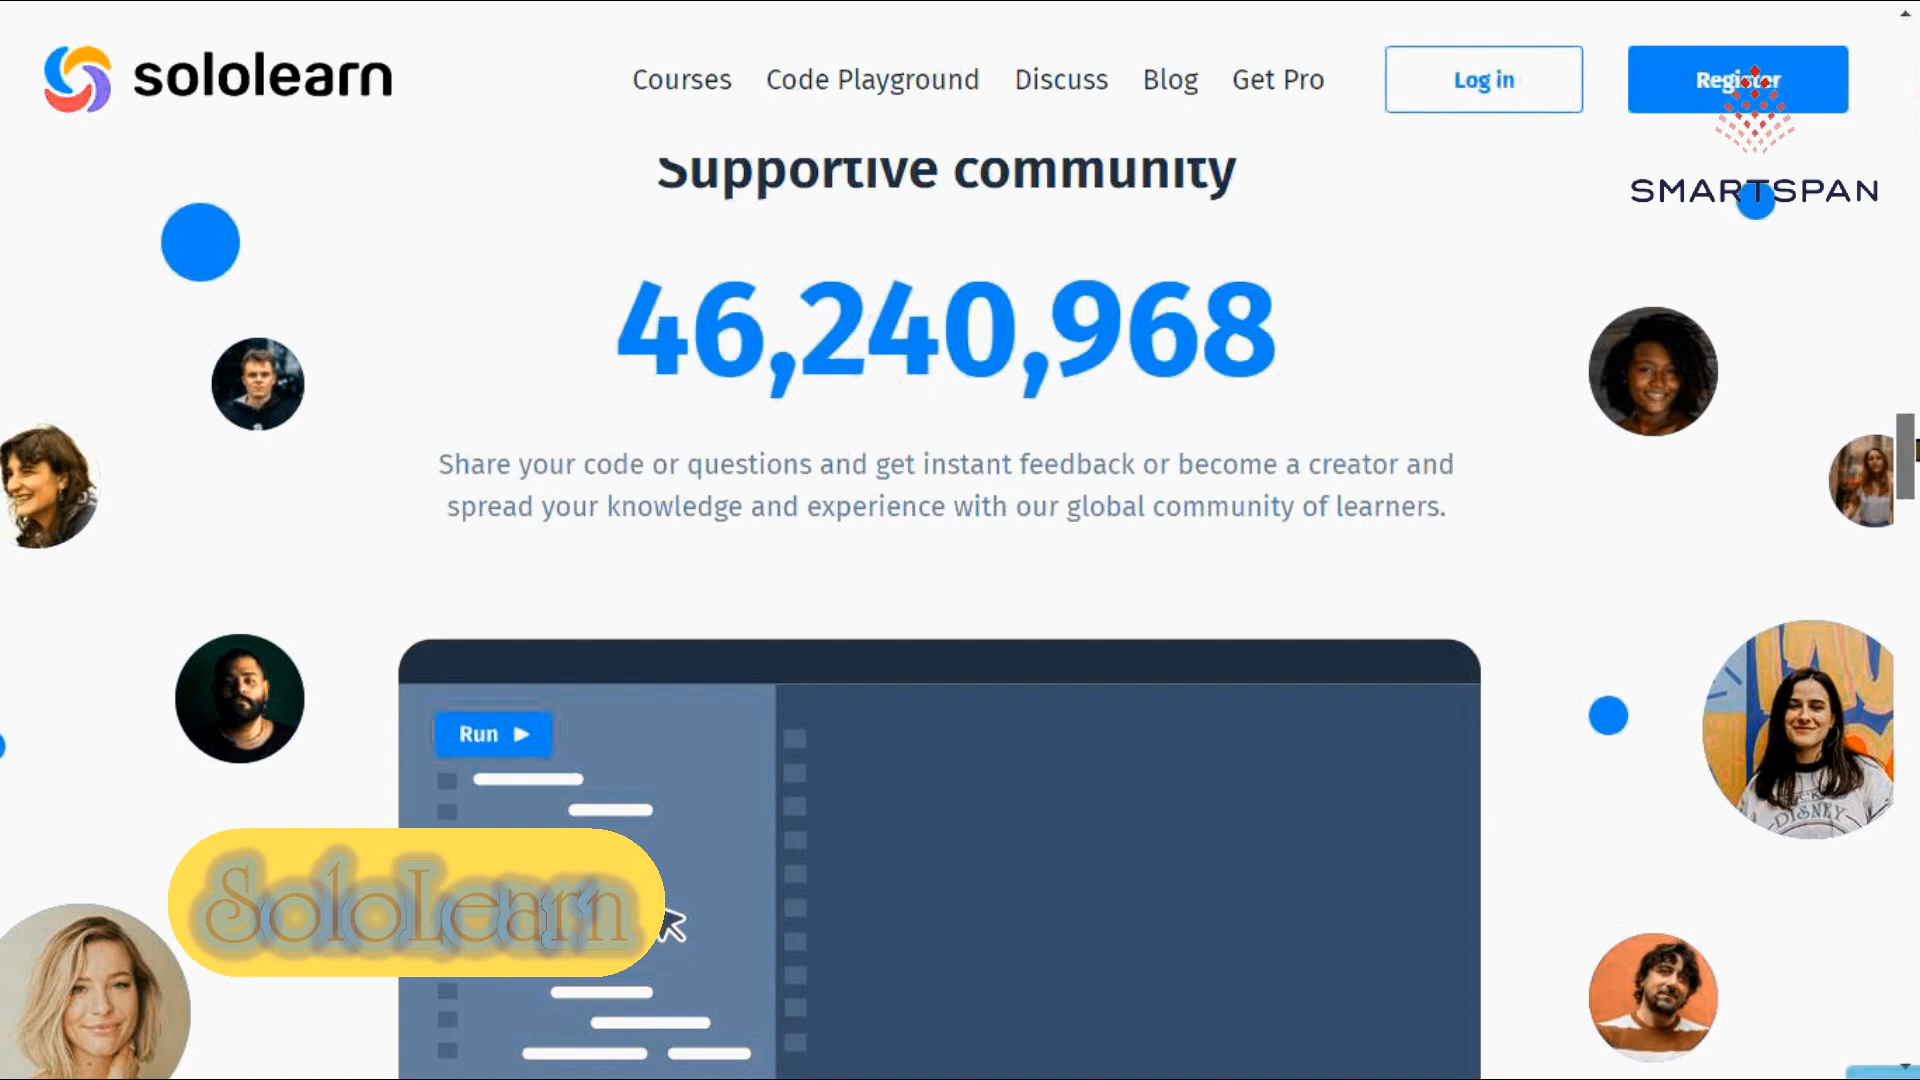 sololearn
Courses Code Playground Discuss Blog Get Pro Log in Register
SMARTSPAN
Supportive community
46,240,968
Share your code or questions and get instant feedback or become a creator and
spread your knowledge and experience with our global community of learners.
Run
SoloLearn
DISNEY